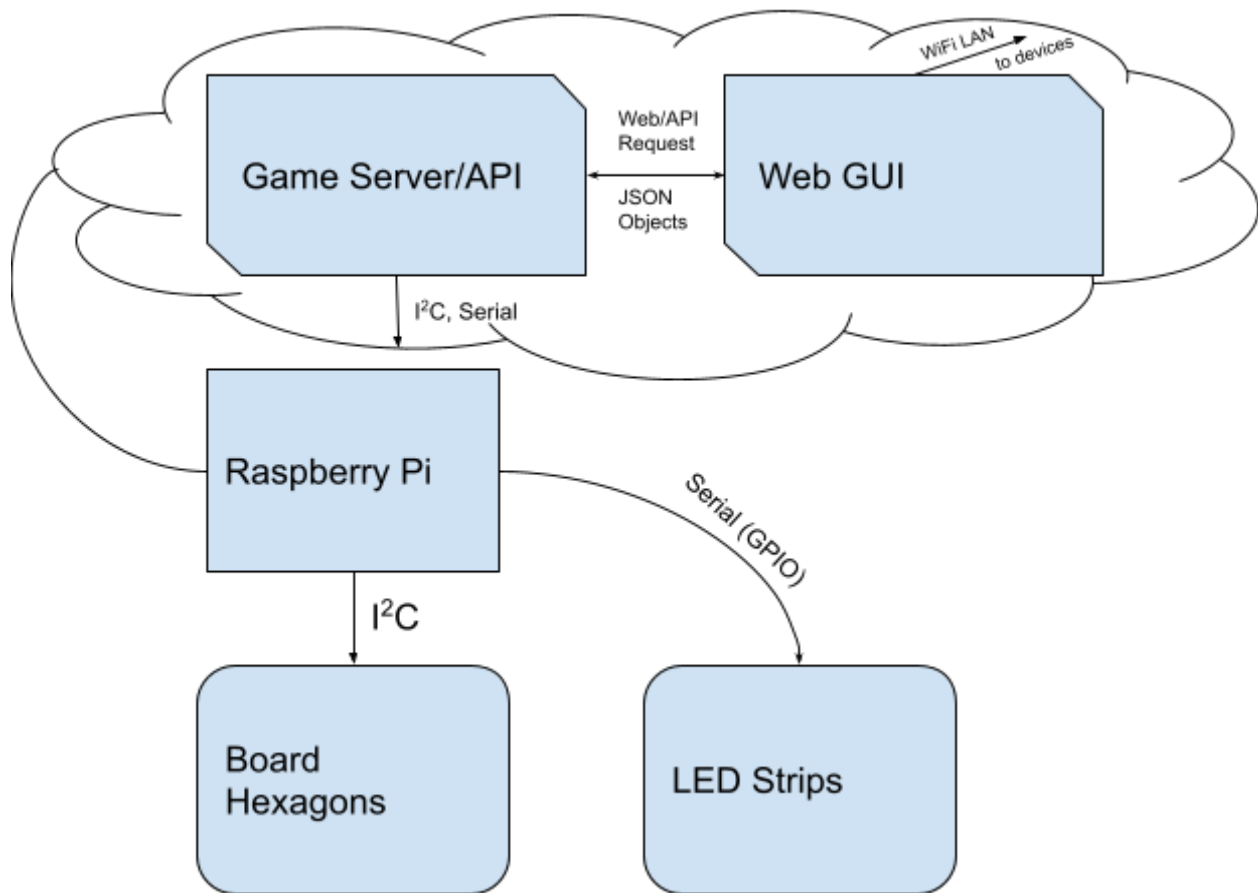 WiFi LAN
to devices
Game Server/API
Web/API
Request
JSON
Objects
Web GUI
I²C, Serial
Raspberry Pi
Serial (GPIO)
I²C
Board
Hexagons
LED Strips